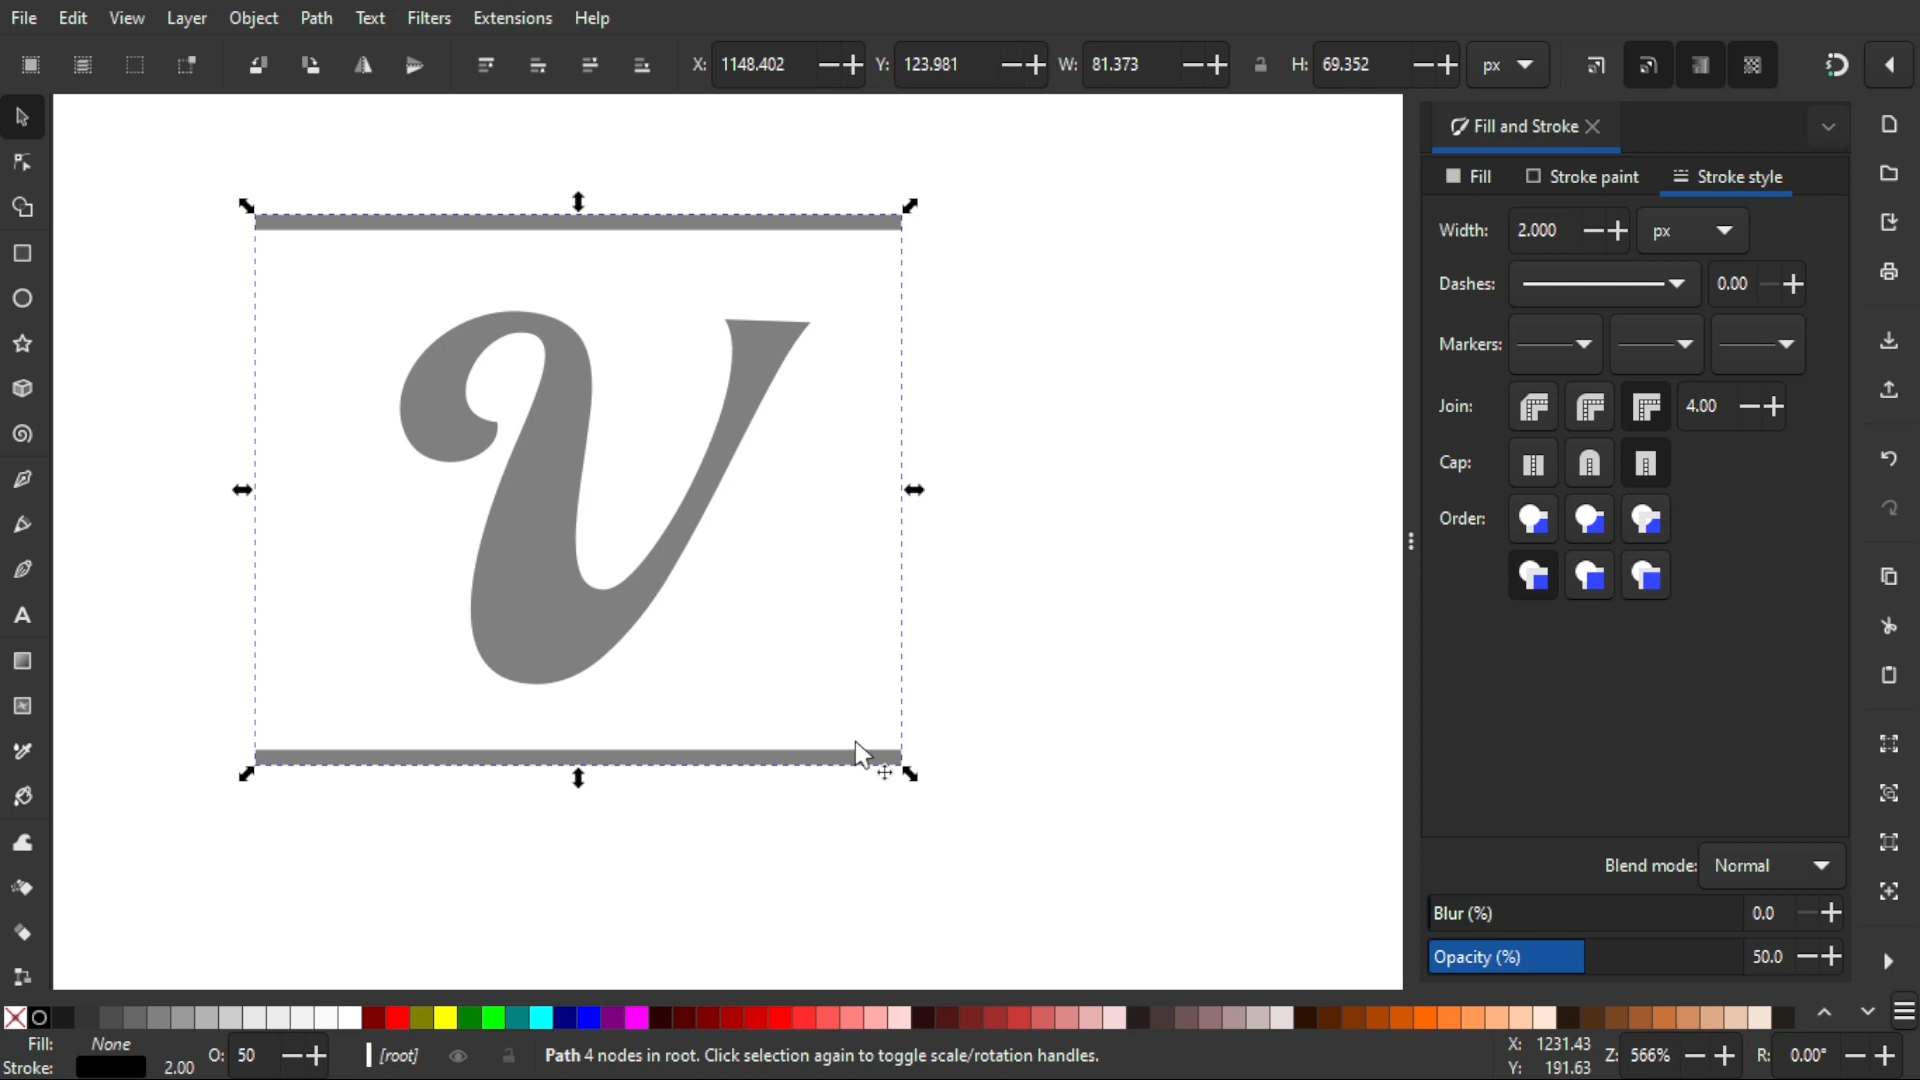 File Edit View Layer Object Path Text Filters Extensions Help
X: 1148.402 Y: 123.981 W: 81.373 H: 69.352 px
Fill and Stroke
Fill Stroke paint Stroke style
Width: 2.000 px
Dashes: 0.00
Markers:
Join: 4.00
Cap:
Order:
v
Blend mode: Normal
Blur (%) 0.0
Opacity (%) 50.0
Fill: None
Stroke: 2.00
O: 50
[root]
Path 4 nodes in root. Click selection again to toggle scale/rotation handles.
X: 1231.43
Y: 191.63
Z: 566%
R: 0.00°